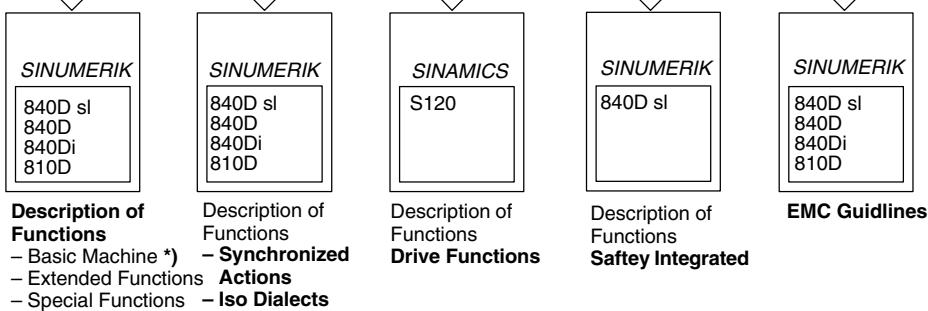 SINUMERIK
840D sl
840D
840Di
810D
Description of
Functions
– Basic Machine *)
– Extended Functions
– Special Functions
SINUMERIK
840D sl
840D
840Di
810D
Description of
Functions
– Synchronized
Actions
– Iso Dialects
SINAMICS
S120
Description of
Functions
Drive Functions
SINUMERIK
840D sl
Description of
Functions
Saftey Integrated
SINUMERIK
840D sl
840D
840Di
810D
EMC Guidlines